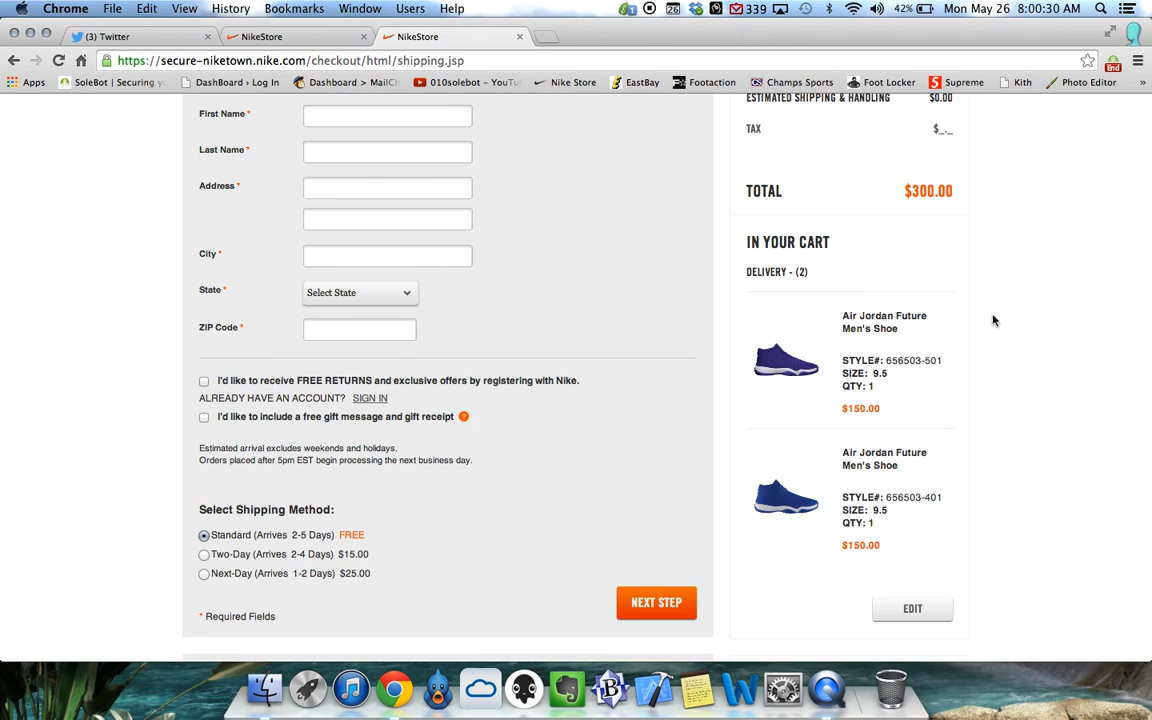 Chrome File Edit View History Bookmarks Window Users Help 1 26 339 42% Mon May 26 8:00:30 AM
(3) Twitter NikeStore NikeStore
https://secure-niketown.nike.com/checkout/html/shipping.jsp
Apps SoleBot | Securing yo DashBoard › Log In Dashboard > MailCh 010solebot – YouTu Nike Store EastBay Footaction Champs Sports Foot Locker Supreme Kith Photo Editor »
First Name *
Last Name *
Address *
City *
State * Select State
ZIP Code *
I'd like to receive FREE RETURNS and exclusive offers by registering with Nike.
ALREADY HAVE AN ACCOUNT? SIGN IN
I'd like to include a free gift message and gift receipt ?
Estimated arrival excludes weekends and holidays.
Orders placed after 5pm EST begin processing the next business day.
Select Shipping Method:
Standard (Arrives 2-5 Days) FREE
Two-Day (Arrives 2-4 Days) $15.00
Next-Day (Arrives 1-2 Days) $25.00
NEXT STEP
* Required Fields
ESTIMATED SHIPPING & HANDLING $0.00
TAX $_._
TOTAL $300.00
IN YOUR CART
DELIVERY - (2)
Air Jordan Future
Men's Shoe
STYLE#: 656503-501
SIZE: 9.5
QTY: 1
$150.00
Air Jordan Future
Men's Shoe
STYLE#: 656503-401
SIZE: 9.5
QTY: 1
$150.00
EDIT